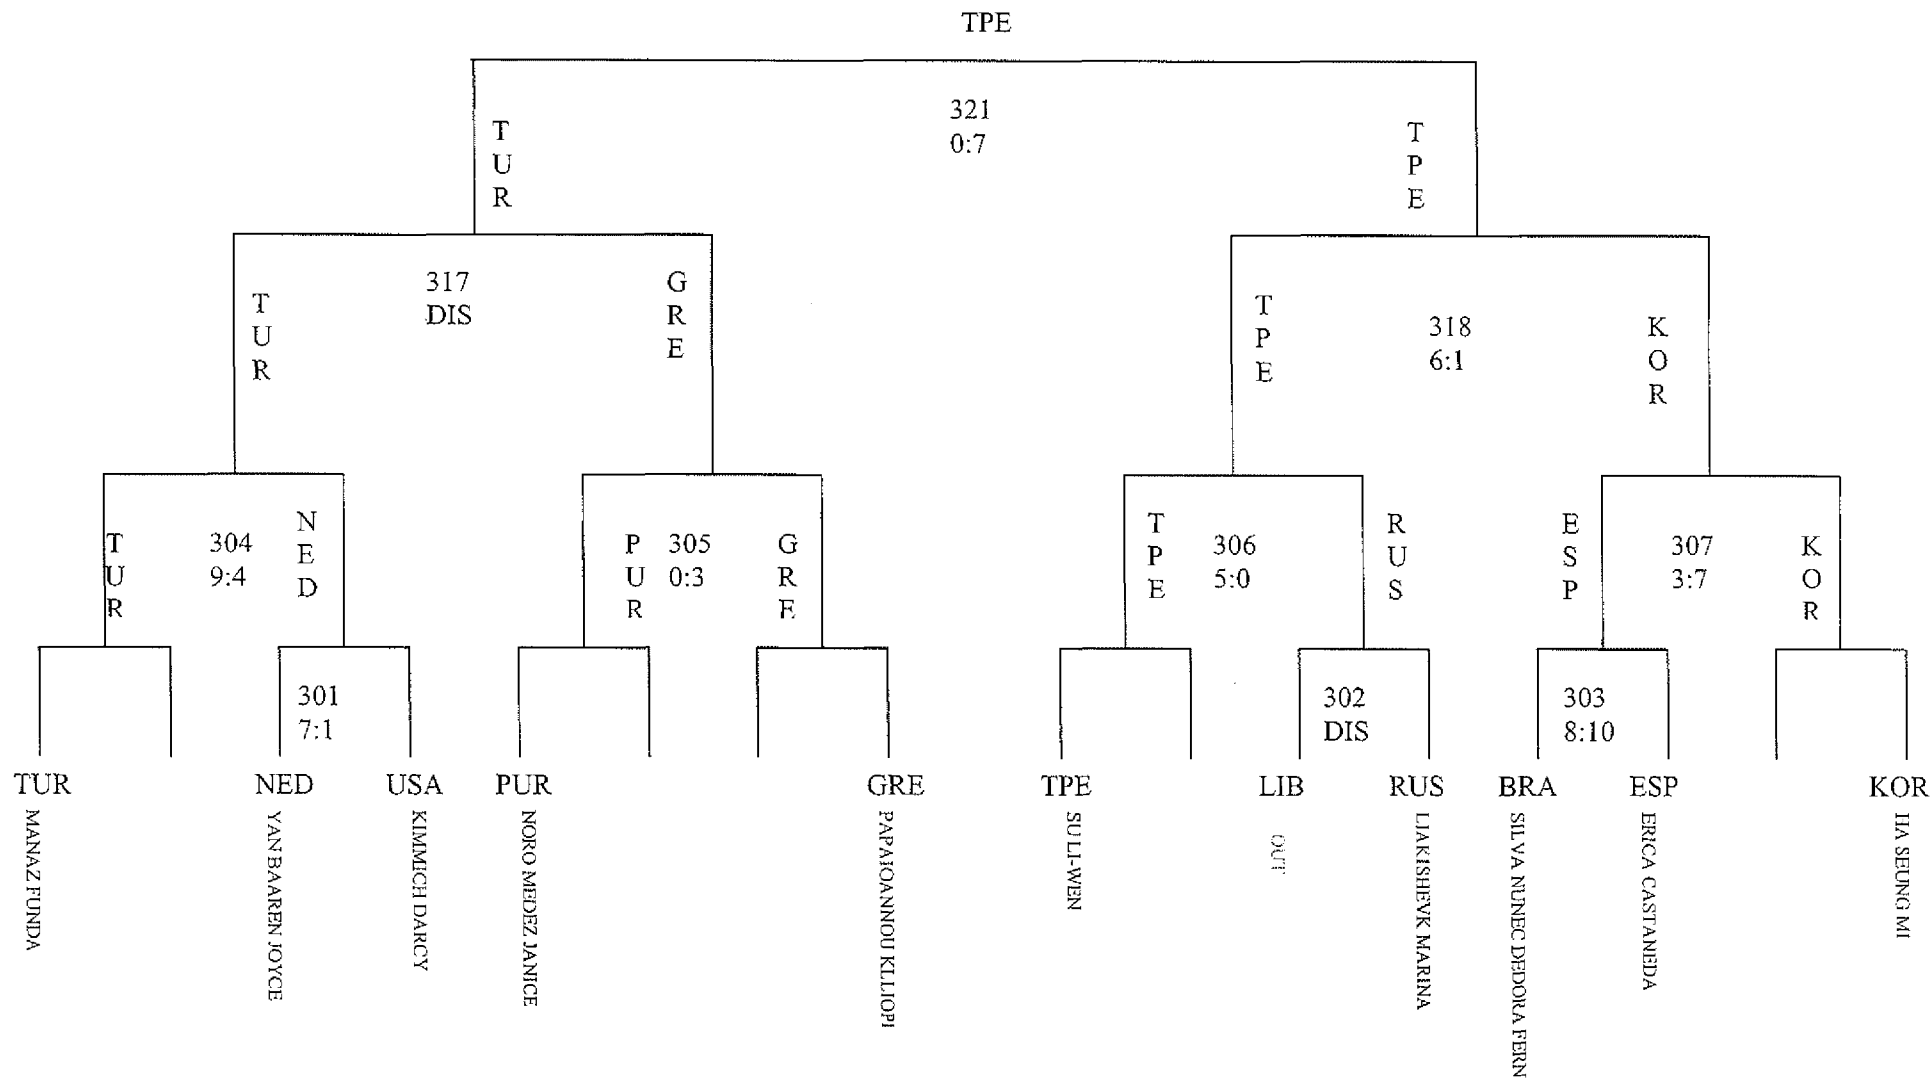 TPE
321
0:7
TUR
TPE
317
DIS
TUR
GRE
318
6:1
TPE
KOR
304
9:4
TUR
NED
305
0:3
PUR
GRE
306
5:0
TPE
RUS
307
3:7
ESP
KOR
301
7:1
302
DIS
303
8:10
TUR
NED
USA
PUR
GRE
TPE
LIB
RUS
BRA
ESP
KOR
MANAZ FUNDA
YAN BAAREN JOYCE
KIMMICH DARCY
NORO MEDEZ JANICE
PAPAIOANNOU KLLIOPI
SU LI-WEN
OUT
LIAKISHEVK MARINA
SILVA NUNEC DEDORA FERN
ERICA CASTANEDA
HA SEUNG MI